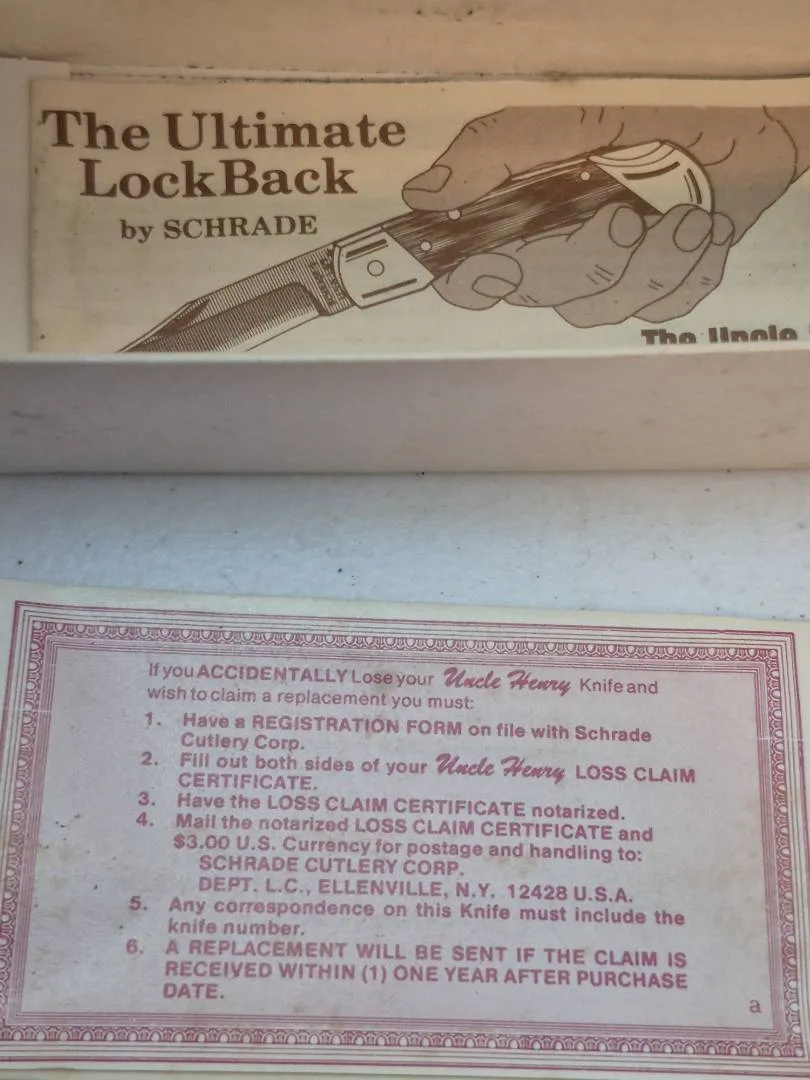 The Ultimate
LockBack
by SCHRADE
The Uncle
If you ACCIDENTALLY Lose your Uncle Henry Knife and
wish to claim a replacement you must:
1. Have a REGISTRATION FORM on file with Schrade
Cutlery Corp.
2. Fill out both sides of your Uncle Henry LOSS CLAIM
CERTIFICATE.
3. Have the LOSS CLAIM CERTIFICATE notarized.
4. Mail the notarized LOSS CLAIM CERTIFICATE and
$3.00 U.S. Currency for postage and handling to:
SCHRADE CUTLERY CORP.
DEPT. L.C., ELLENVILLE, N.Y. 12428 U.S.A.
5. Any correspondence on this Knife must include the
knife number.
6. A REPLACEMENT WILL BE SENT IF THE CLAIM IS
RECEIVED WITHIN (1) ONE YEAR AFTER PURCHASE
DATE.
a